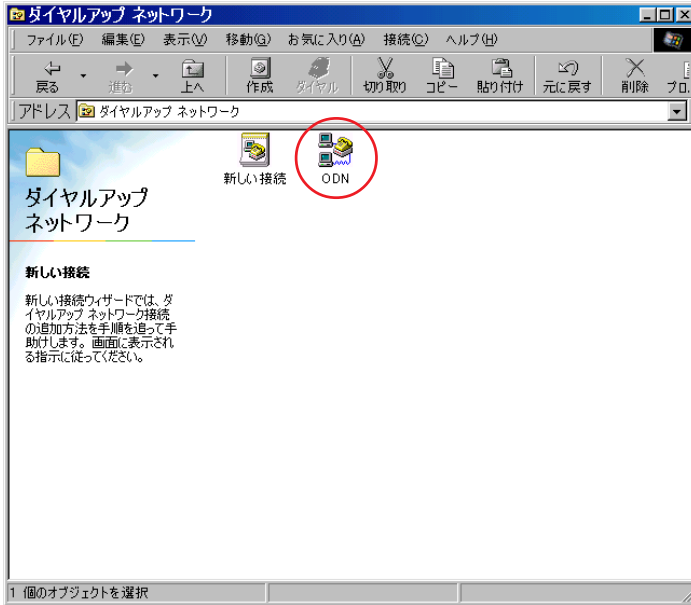 ダイヤルアップ ネットワーク
ファイル(F) 編集(E) 表示(V) 移動(G) お気に入り(A) 接続(C) ヘルプ(H)
戻る 進む 上へ 作成 ダイヤル 切り取り コピー 貼り付け 元に戻す 削除 プロ.
アドレス ダイヤルアップ ネットワーク
新しい接続 ODN
ダイヤルアップ
ネットワーク
新しい接続
新しい接続ウィザードでは、ダ
イヤルアップ ネットワーク接続
の追加方法を手順を追って手
助けします。画面に表示され
る指示に従ってください。
1 個のオブジェクトを選択